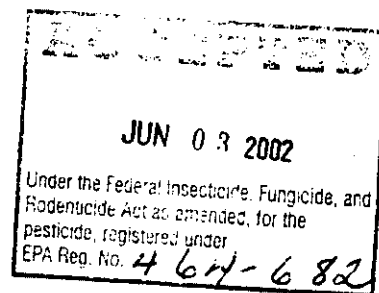 ACCEPTED
JUN 03 2002
Under the Federal Insecticide, Fungicide, and
Rodenticide Act as amended, for the
pesticide, registered under
EPA Reg. No. 464-682